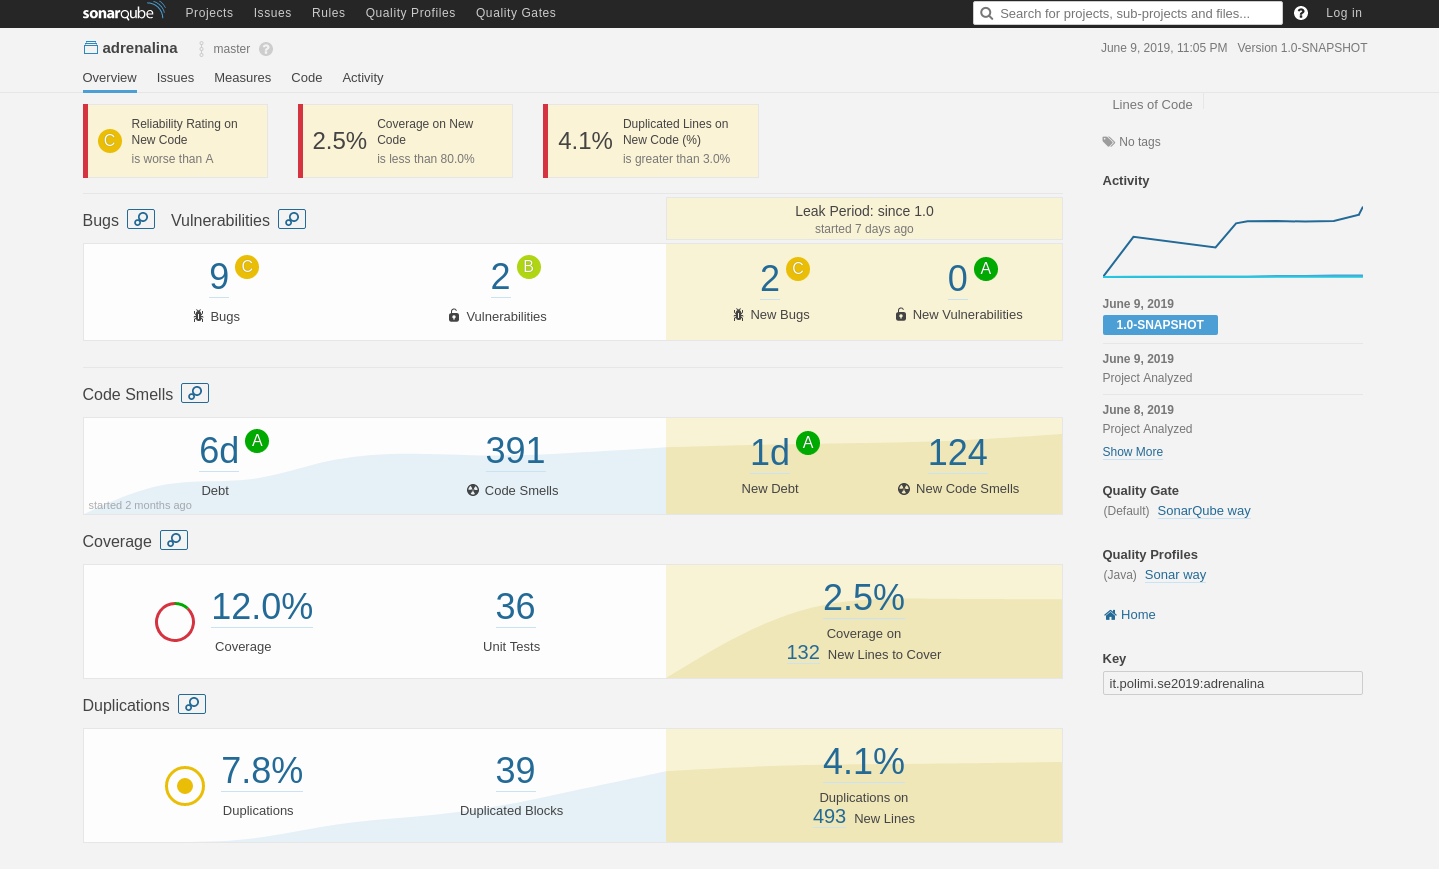 sonarqube Projects Issues Rules Quality Profiles Quality Gates Search for projects, sub-projects and files... ? Log in
adrenalina master ? June 9, 2019, 11:05 PM Version 1.0-SNAPSHOT
Overview Issues Measures Code Activity
Lines of Code
C Reliability Rating on
New Code
is worse than A
2.5% Coverage on New
Code
is less than 80.0%
4.1% Duplicated Lines on
New Code (%)
is greater than 3.0%
Bugs Vulnerabilities
Leak Period: since 1.0
started 7 days ago
9 C 2 B 2 C 0 A
Bugs Vulnerabilities New Bugs New Vulnerabilities
Code Smells
6d A 391 1d A 124
Debt Code Smells New Debt New Code Smells
started 2 months ago
Coverage
12.0% 36 2.5%
Coverage Unit Tests Coverage on
132 New Lines to Cover
Duplications
7.8% 39 4.1%
Duplications Duplicated Blocks Duplications on
493 New Lines
No tags
Activity
June 9, 2019
1.0-SNAPSHOT
June 9, 2019
Project Analyzed
June 8, 2019
Project Analyzed
Show More
Quality Gate
(Default) SonarQube way
Quality Profiles
(Java) Sonar way
Home
Key
it.polimi.se2019:adrenalina